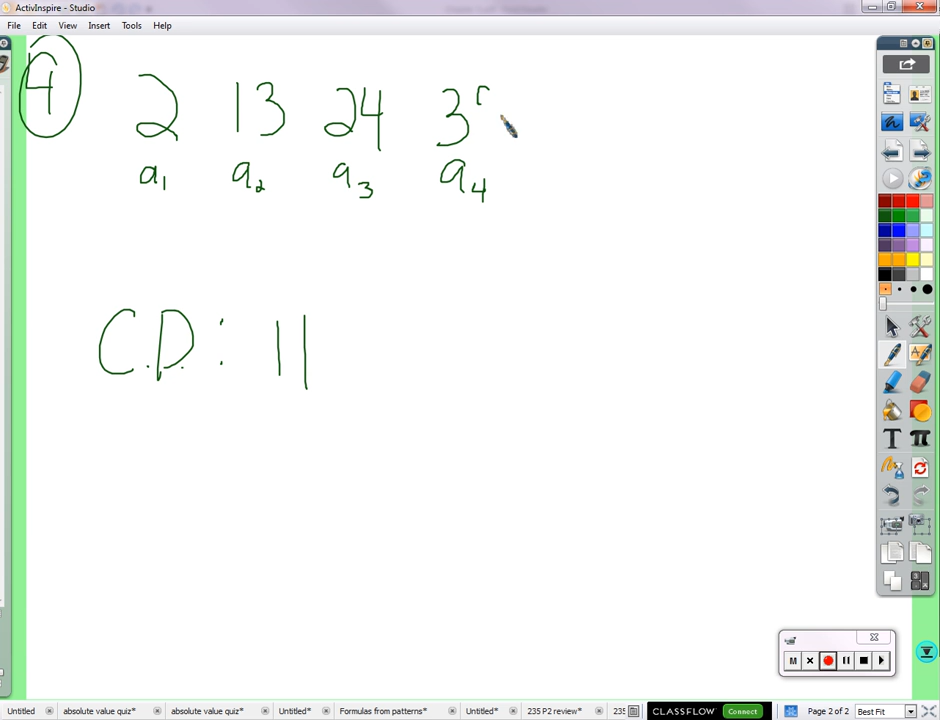 ActivInspire - Studio
File Edit View Insert Tools Help
4 2 13 24 3
a1 a2 a3 a4
C.D. : 11
Untitled absolute value quiz* absolute value quiz* Untitled* Formulas from patterns* Untitled* 235 P2 review* 235 CLASSFLOW Connect Page 2 of 2 Best Fit